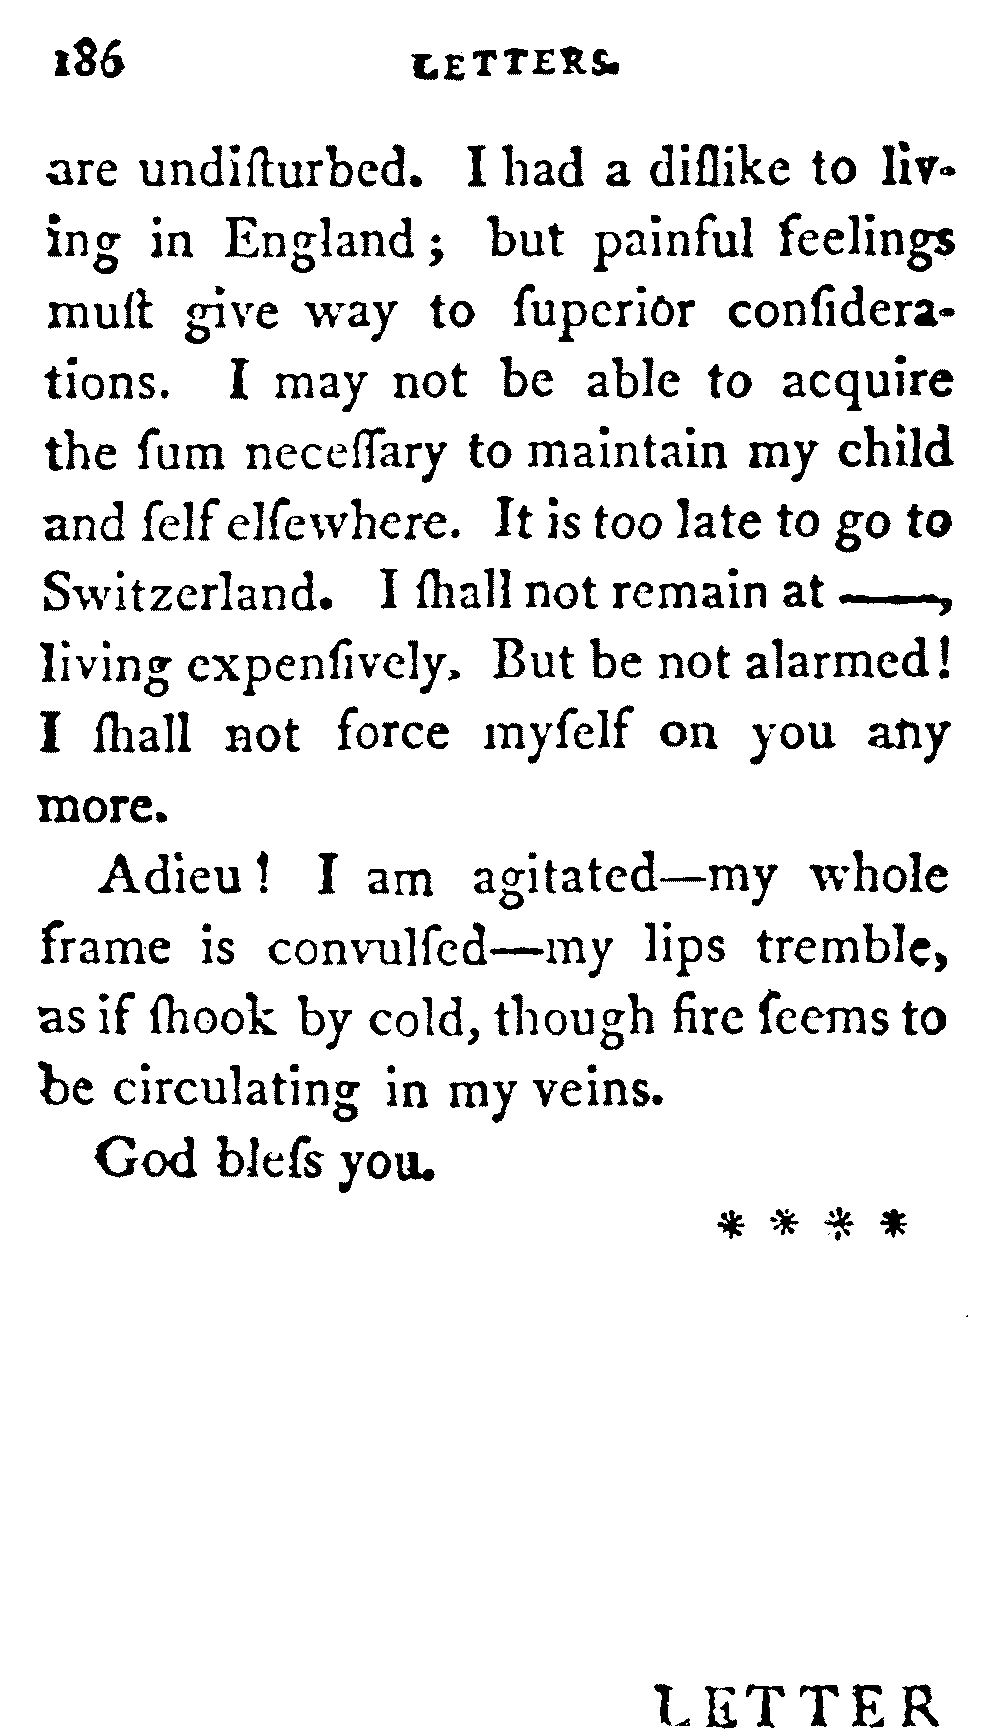 186 LETTERS.
are undiſturbed. I had a diſlike to liv-
ing in England; but painful feelings
muſt give way to ſuperior conſidera-
tions. I may not be able to acquire
the ſum neceſſary to maintain my child
and ſelf elſewhere. It is too late to go to
Switzerland. I ſhall not remain at ——,
living expenſively. But be not alarmed!
I ſhall not force myſelf on you any
more.
Adieu! I am agitated—my whole
frame is convulſed—my lips tremble,
as if ſhook by cold, though fire ſeems to
be circulating in my veins.
God bleſs you.
* * * *
LETTER